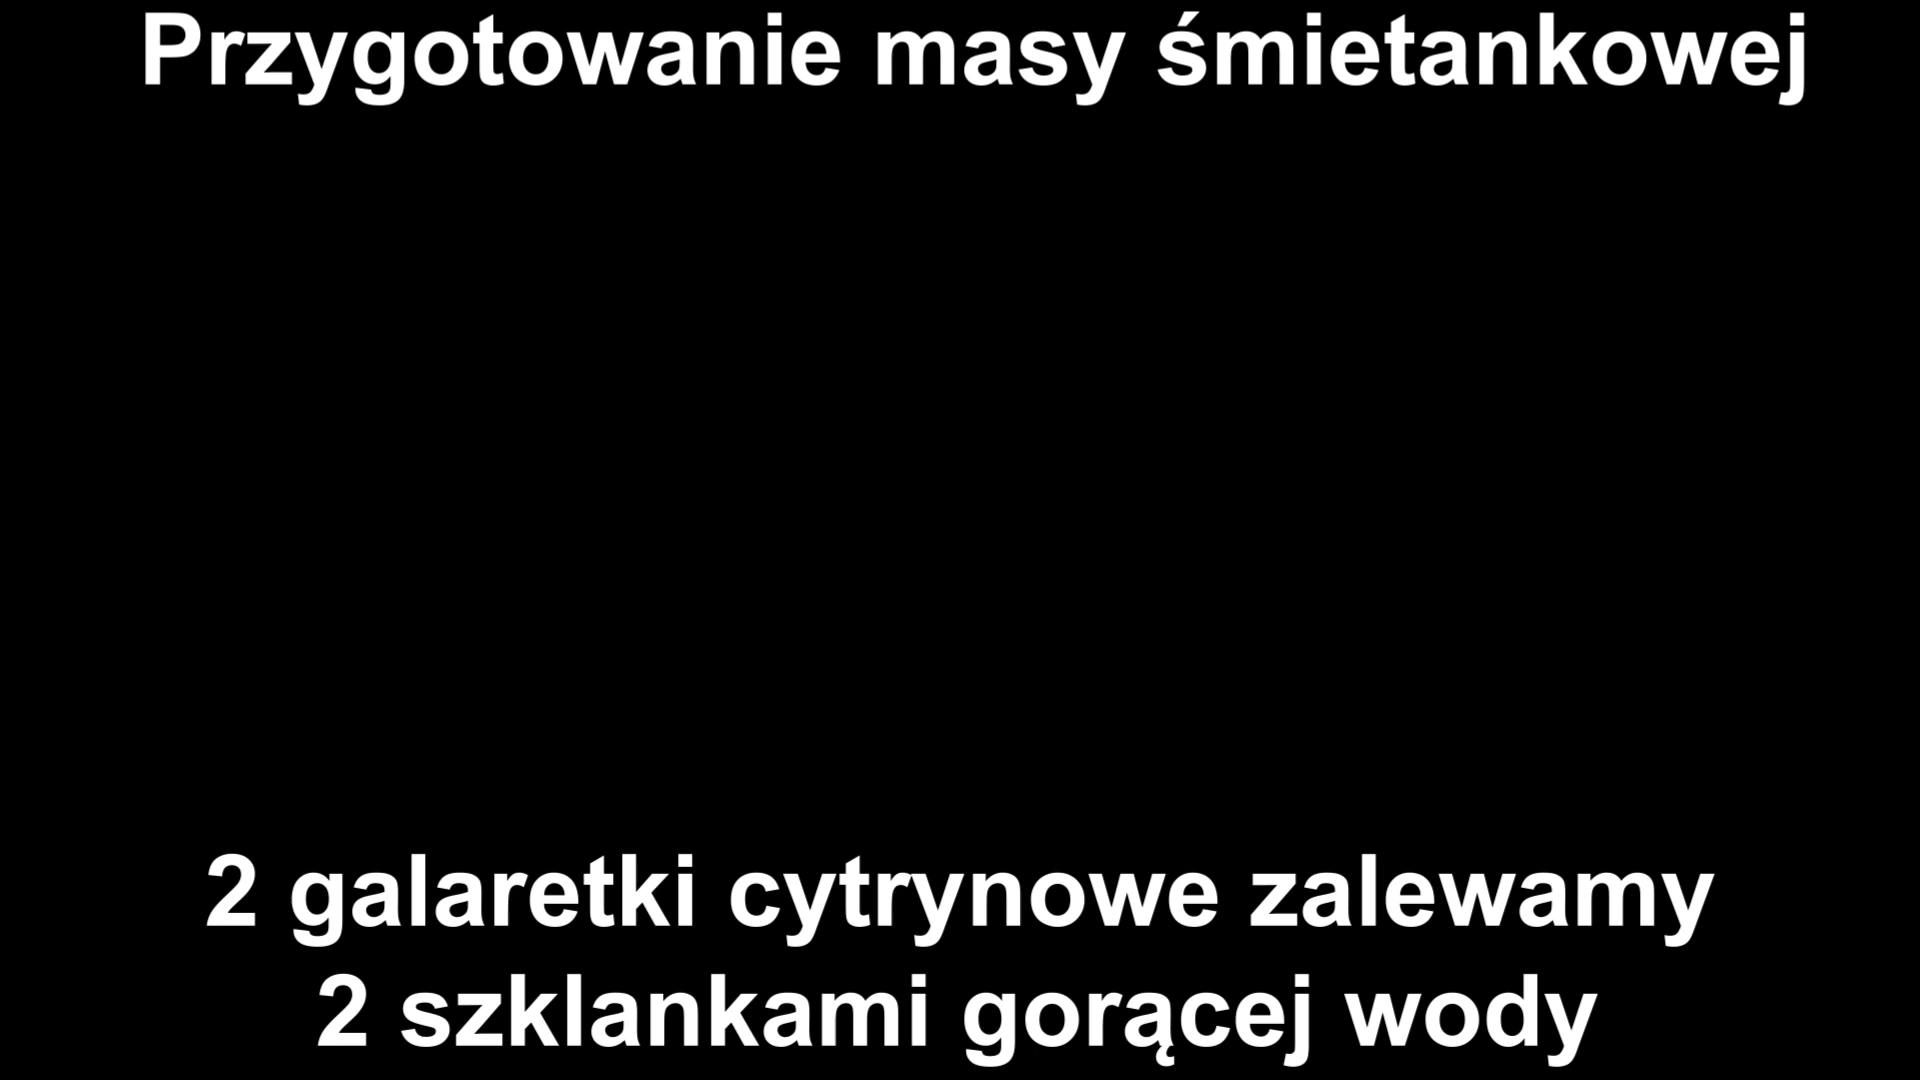 Przygotowanie masy śmietankowej
2 galaretki cytrynowe zalewamy
2 szklankami gorącej wody